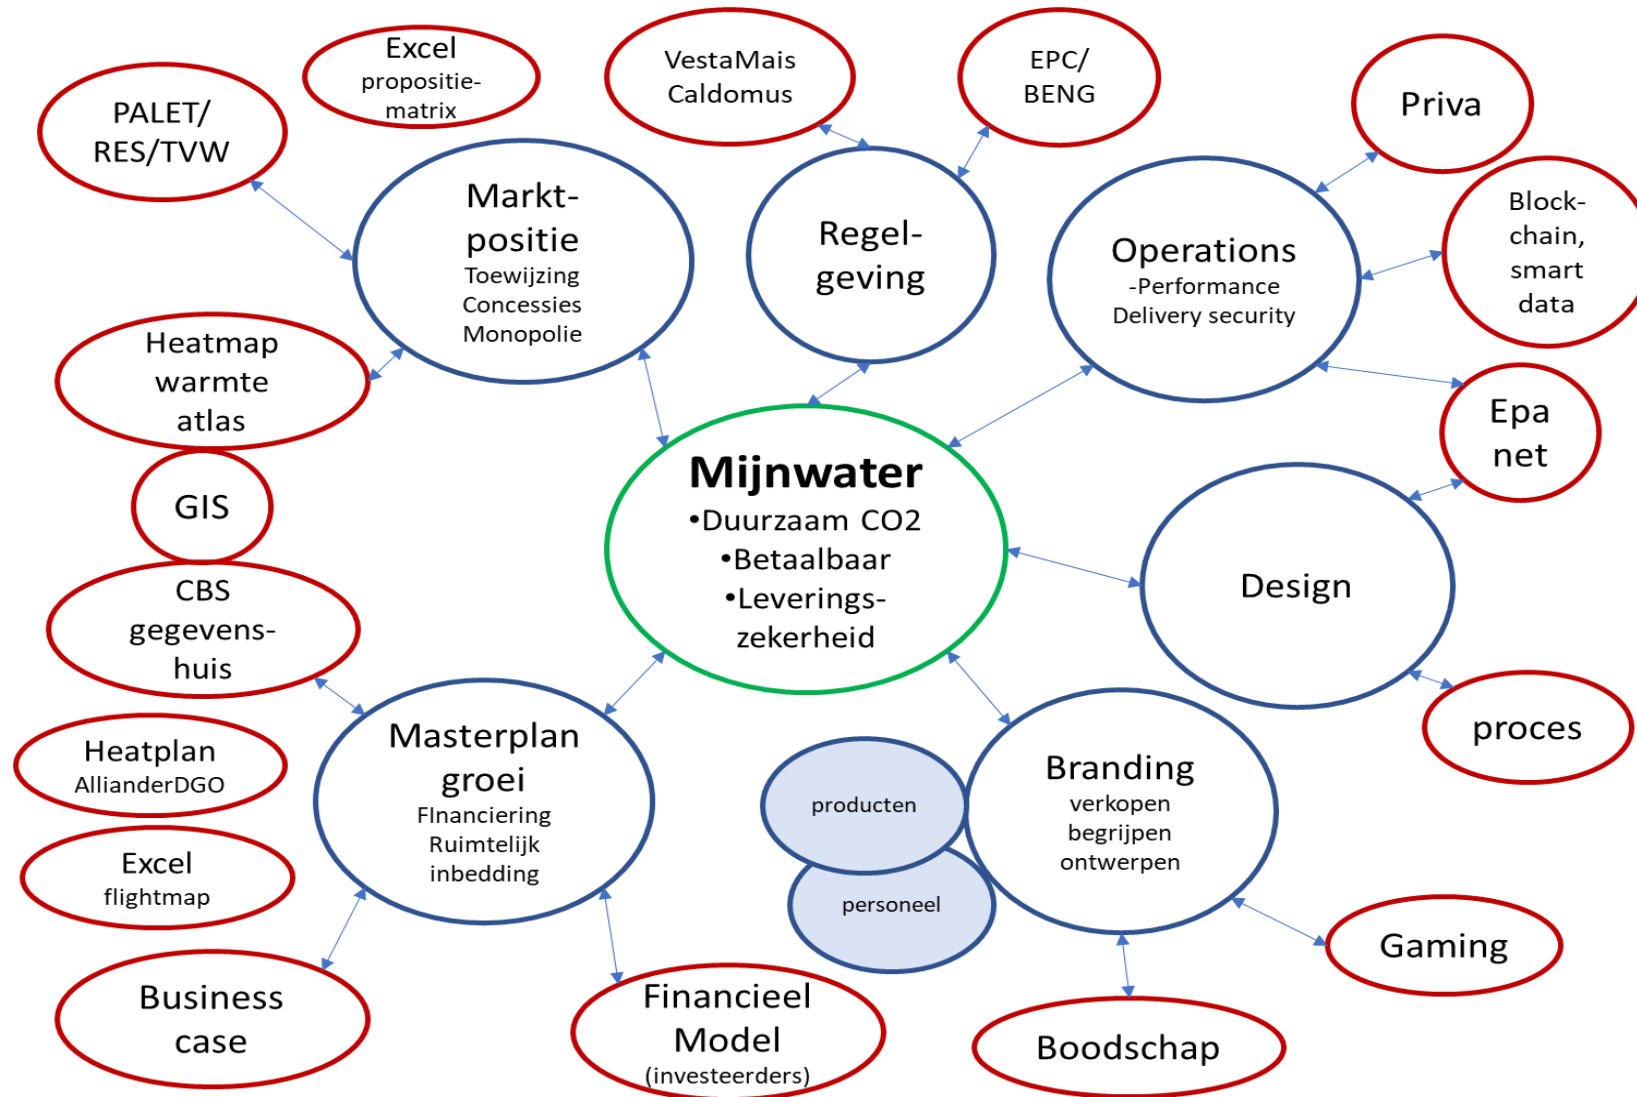 Excel
propositie-
matrix
VestaMais
Caldomus
EPC/
BENG
Priva
PALET/
RES/TVW
Markt-
positie
Toewijzing
Concessies
Monopolie
Regel-
geving
Operations
-Performance
Delivery security
Block-
chain,
smart
data
Heatmap
warmte
atlas
Epa
net
GIS
Mijnwater
•Duurzaam CO2
•Betaalbaar
•Leverings-
zekerheid
Design
CBS
gegevens-
huis
Heatplan
AllianderDGO
Masterplan
groei
FInanciering
Ruimtelijk
inbedding
producten
personeel
Branding
verkopen
begrijpen
ontwerpen
proces
Excel
flightmap
Business
case
Financieel
Model
(investeerders)
Boodschap
Gaming